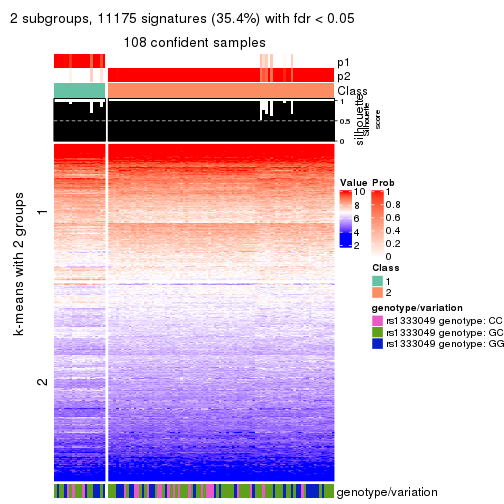 2 subgroups, 11175 signatures (35.4%) with fdr < 0.05
108 confident samples
p1
p2
Class
1
0.5
0
silhouette
Silhouette
score
k-means with 2 groups
1
2
Value
10
8
6
4
2
Prob
1
0.8
0.6
0.4
0.2
0
Class
1
2
genotype/variation
rs1333049 genotype: CC
rs1333049 genotype: GC
rs1333049 genotype: GG
genotype/variation